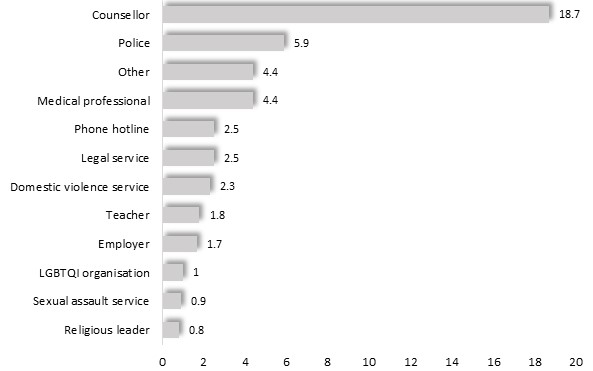 Counsellor 18.7
Police 5.9
Other 4.4
Medical professional 4.4
Phone hotline 2.5
Legal service 2.5
Domestic violence service 2.3
Teacher 1.8
Employer 1.7
LGBTQI organisation 1
Sexual assault service 0.9
Religious leader 0.8
0 2 4 6 8 10 12 14 16 18 20